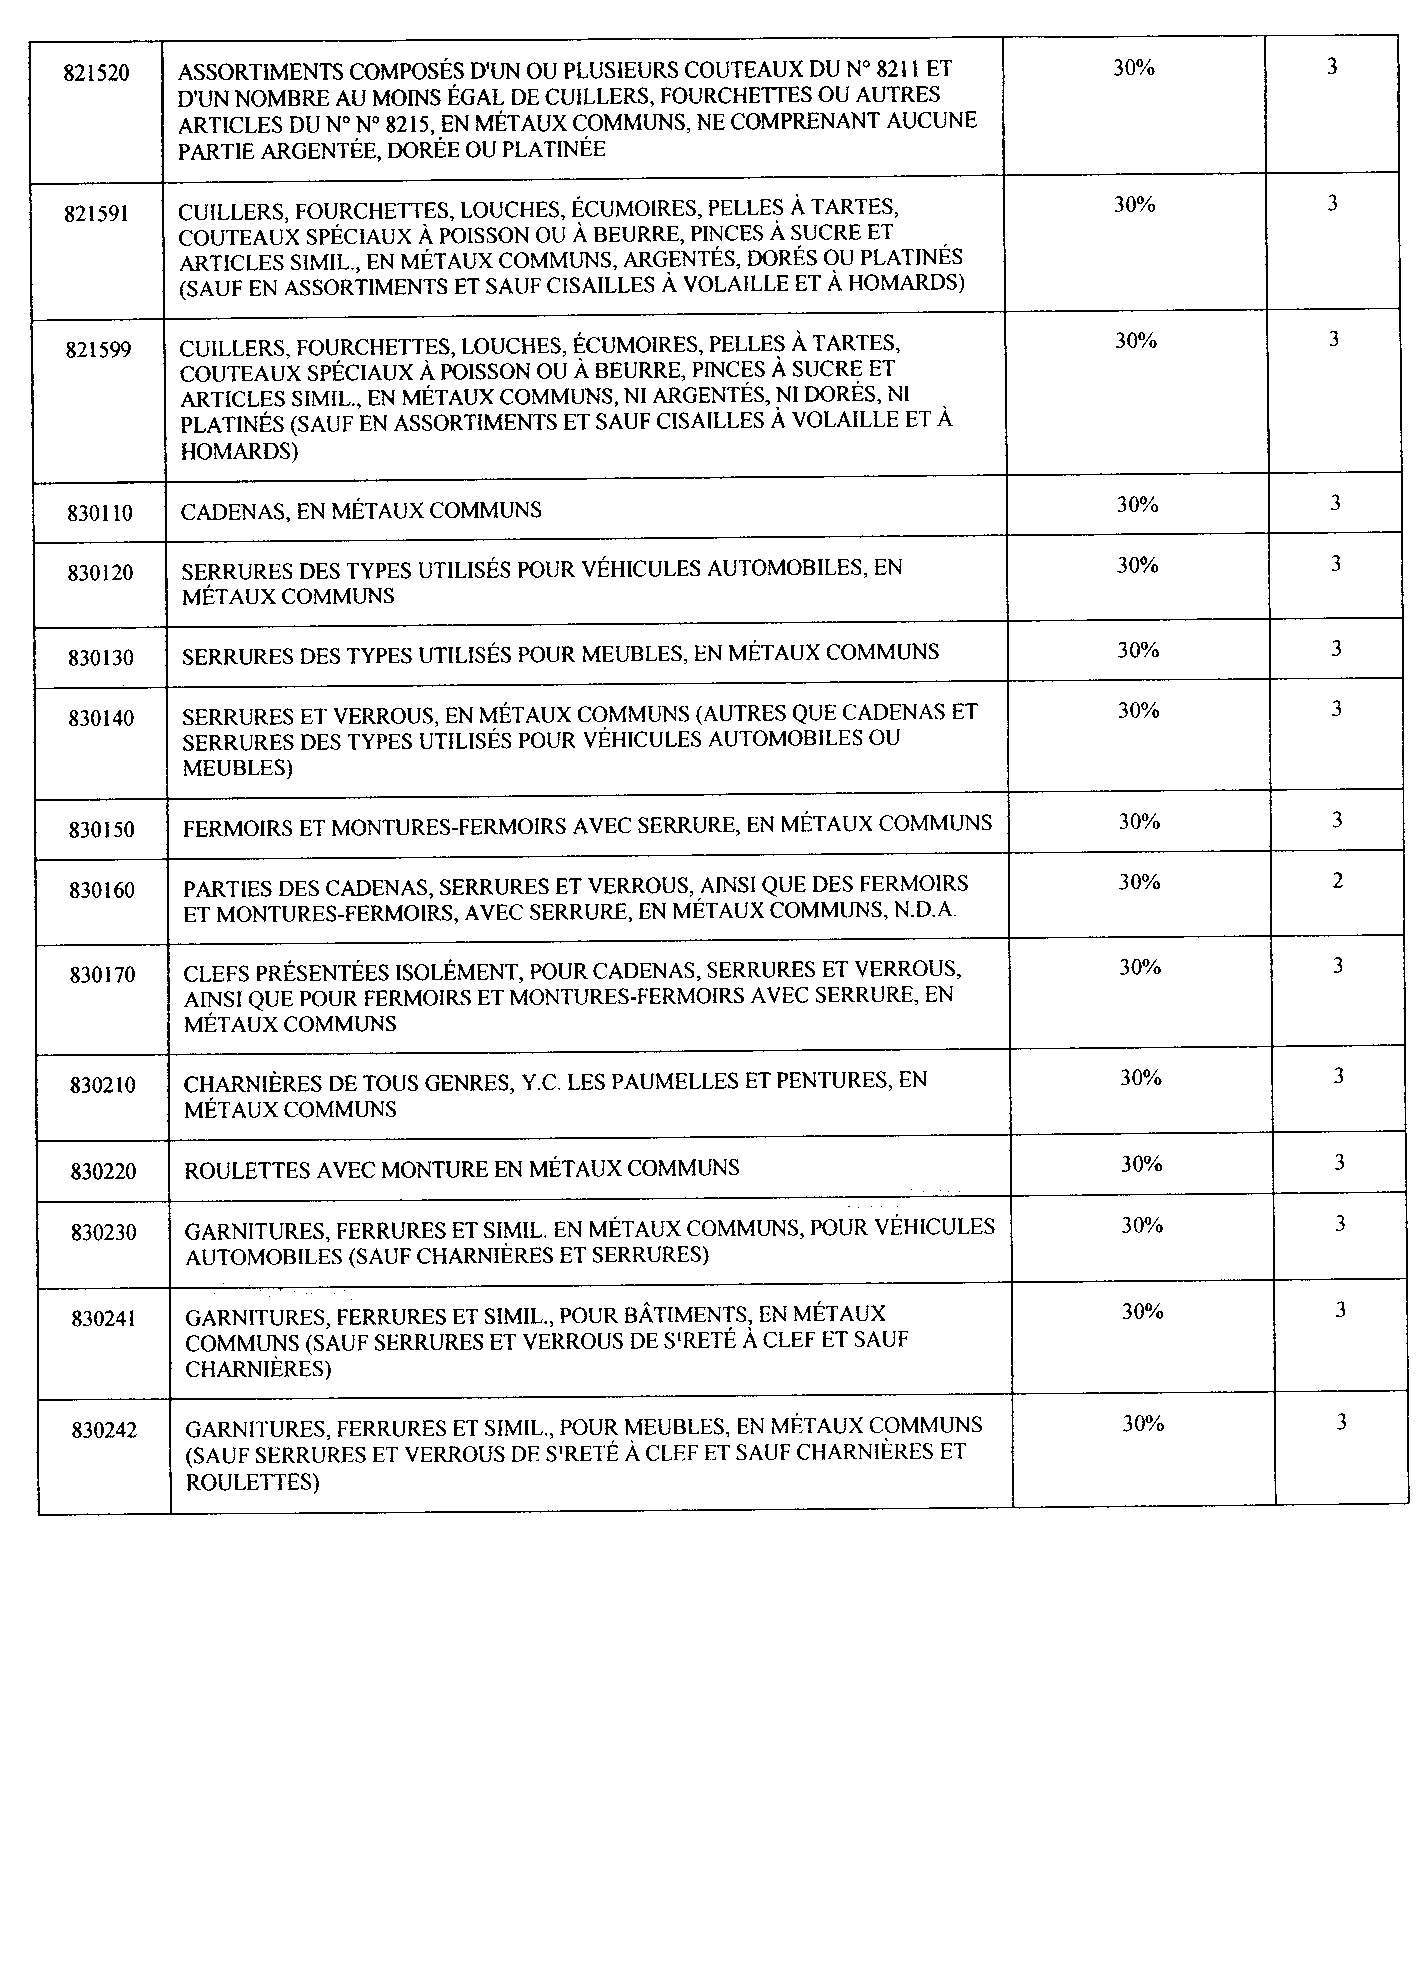 821520 ASSORTIMENTS COMPOSÉS D'UN OU PLUSIEURS COUTEAUX DU N° 8211 ET 30% 3
D'UN NOMBRE AU MOINS ÉGAL DE CUILLERS, FOURCHETTES OU AUTRES
ARTICLES DU N° N° 8215, EN MÉTAUX COMMUNS, NE COMPRENANT AUCUNE
PARTIE ARGENTÉE, DORÉE OU PLATINÉE
821591 CUILLERS, FOURCHETTES, LOUCHES, ÉCUMOIRES, PELLES À TARTES, 30% 3
COUTEAUX SPÉCIAUX À POISSON OU À BEURRE, PINCES À SUCRE ET
ARTICLES SIMIL., EN MÉTAUX COMMUNS, ARGENTÉS, DORÉS OU PLATINÉS
(SAUF EN ASSORTIMENTS ET SAUF CISAILLES À VOLAILLE ET À HOMARDS)
821599 CUILLERS, FOURCHETTES, LOUCHES, ÉCUMOIRES, PELLES À TARTES, 30% 3
COUTEAUX SPÉCIAUX À POISSON OU À BEURRE, PINCES À SUCRE ET
ARTICLES SIMIL., EN MÉTAUX COMMUNS, NI ARGENTÉS, NI DORÉS, NI
PLATINÉS (SAUF EN ASSORTIMENTS ET SAUF CISAILLES À VOLAILLE ET À
HOMARDS)
830110 CADENAS, EN MÉTAUX COMMUNS 30% 3
830120 SERRURES DES TYPES UTILISÉS POUR VÉHICULES AUTOMOBILES, EN 30% 3
MÉTAUX COMMUNS
830130 SERRURES DES TYPES UTILISÉS POUR MEUBLES, EN MÉTAUX COMMUNS 30% 3
830140 SERRURES ET VERROUS, EN MÉTAUX COMMUNS (AUTRES QUE CADENAS ET 30% 3
SERRURES DES TYPES UTILISÉS POUR VÉHICULES AUTOMOBILES OU
MEUBLES)
830150 FERMOIRS ET MONTURES-FERMOIRS AVEC SERRURE, EN MÉTAUX COMMUNS 30% 3
830160 PARTIES DES CADENAS, SERRURES ET VERROUS, AINSI QUE DES FERMOIRS 30% 2
ET MONTURES-FERMOIRS, AVEC SERRURE, EN MÉTAUX COMMUNS, N.D.A.
830170 CLEFS PRÉSENTÉES ISOLÉMENT, POUR CADENAS, SERRURES ET VERROUS, 30% 3
AINSI QUE POUR FERMOIRS ET MONTURES-FERMOIRS AVEC SERRURE, EN
MÉTAUX COMMUNS
830210 CHARNIÈRES DE TOUS GENRES, Y.C. LES PAUMELLES ET PENTURES, EN 30% 3
MÉTAUX COMMUNS
830220 ROULETTES AVEC MONTURE EN MÉTAUX COMMUNS 30% 3
830230 GARNITURES, FERRURES ET SIMIL. EN MÉTAUX COMMUNS, POUR VÉHICULES 30% 3
AUTOMOBILES (SAUF CHARNIÈRES ET SERRURES)
830241 GARNITURES, FERRURES ET SIMIL., POUR BÂTIMENTS, EN MÉTAUX 30% 3
COMMUNS (SAUF SERRURES ET VERROUS DE S'RETÉ À CLEF ET SAUF
CHARNIÈRES)
830242 GARNITURES, FERRURES ET SIMIL., POUR MEUBLES, EN MÉTAUX COMMUNS 30% 3
(SAUF SERRURES ET VERROUS DE S'RETÉ À CLEF ET SAUF CHARNIÈRES ET
ROULETTES)